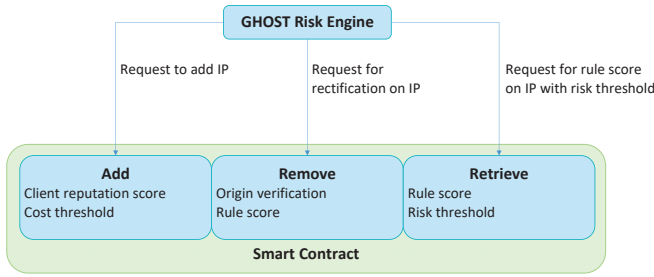 GHOST Risk Engine
Request to add IP
Request for
rectification on IP
Request for rule score
on IP with risk threshold
Add
Client reputation score
Cost threshold
Remove
Origin verification
Rule score
Retrieve
Rule score
Risk threshold
Smart Contract